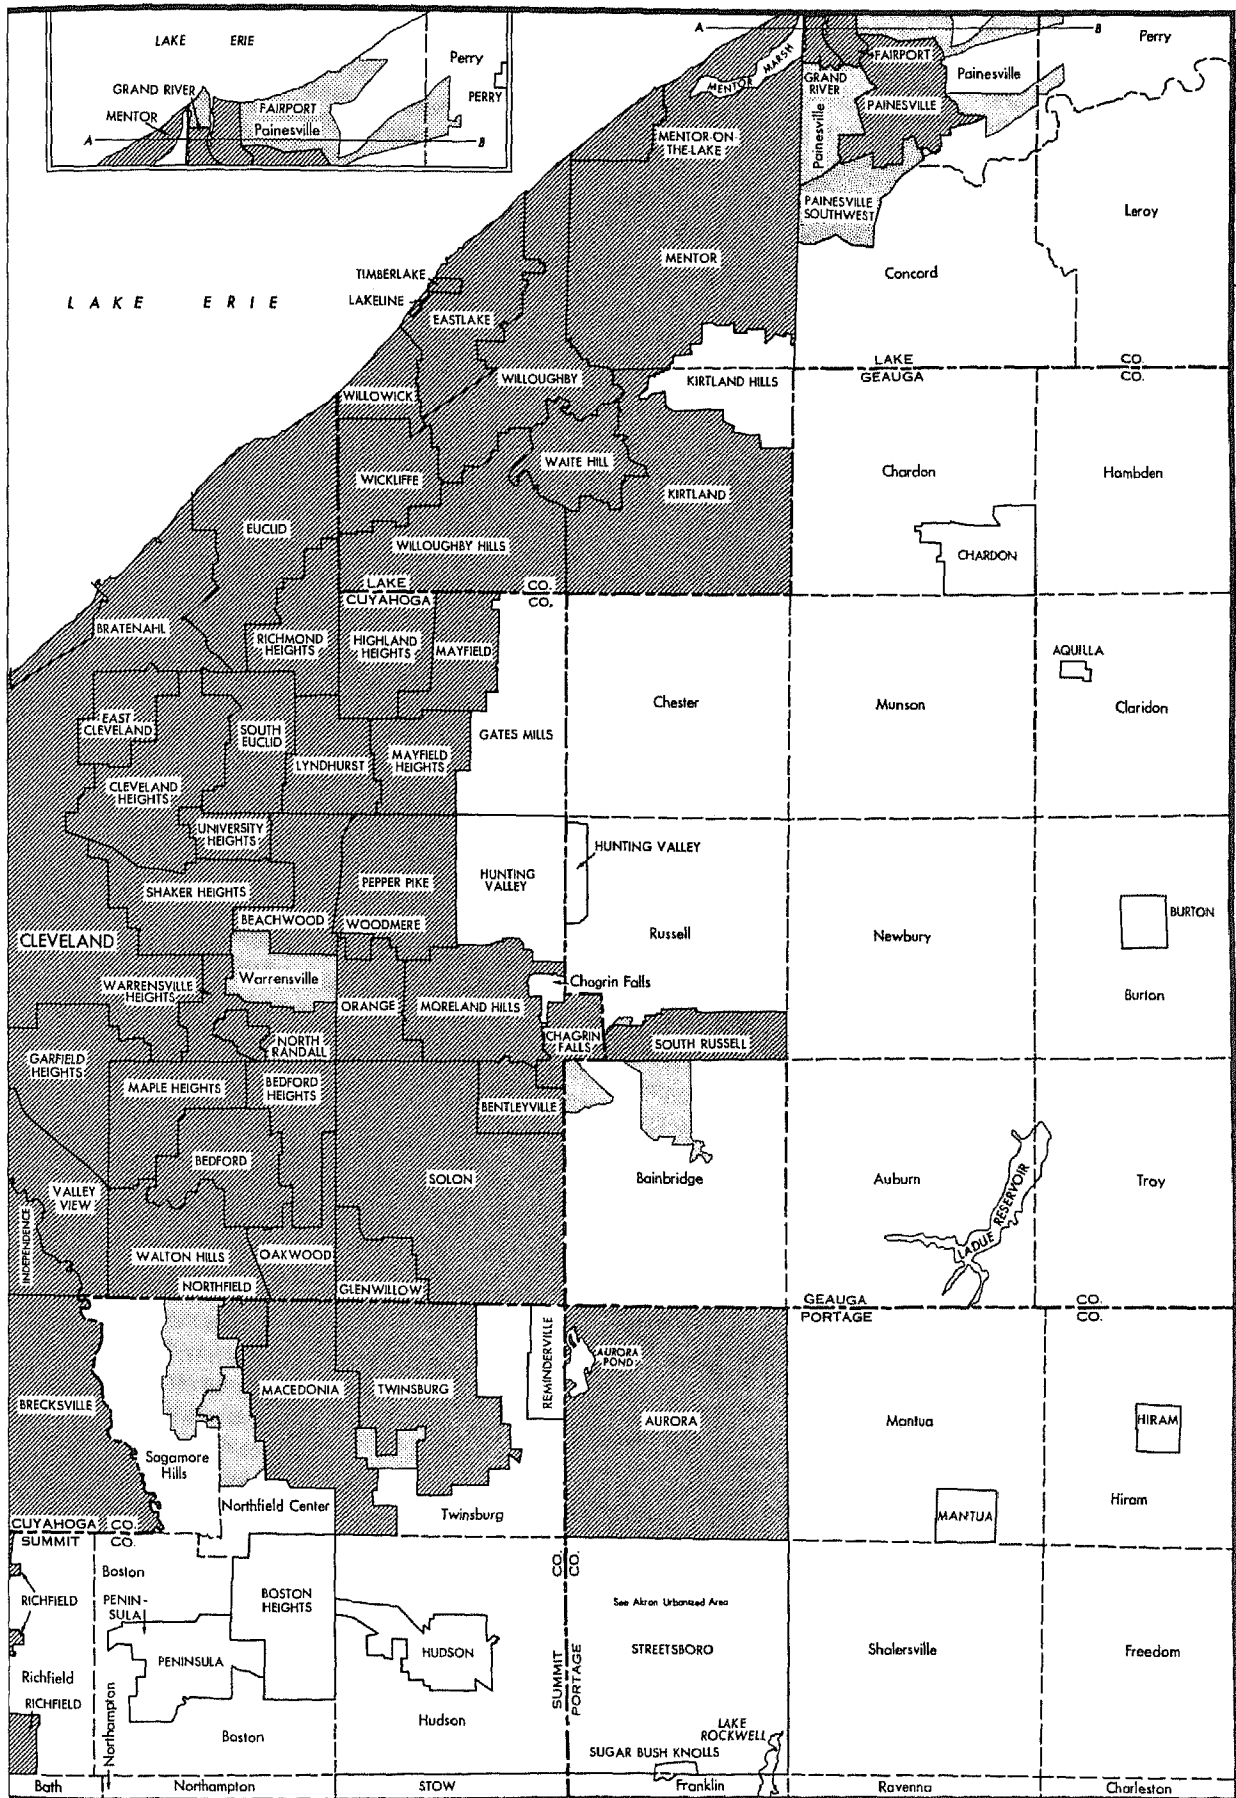 LAKE ERIE
GRAND RIVER
MENTOR
FAIRPORT
Painesville
Perry
PERRY
A
B
A
B
MENTOR MARSH
FAIRPORT
GRAND
RIVER
Painesville
PAINESVILLE
Painesville
Perry
MENTOR-ON
THE-LAKE
PAINESVILLE
SOUTHWEST
Leroy
MENTOR
Concord
TIMBERLAKE
LAKELINE
EASTLAKE
LAKE ERIE
LAKE CO.
GEAUGA CO.
WILLOUGHBY
KIRTLAND HILLS
WILLOWICK
WAITE HILL
WICKLIFFE
KIRTLAND
Chardon
Hambden
EUCLID
WILLOUGHBY HILLS
CHARDON
LAKE CO.
CUYAHOGA CO.
BRATENAHL
RICHMOND
HEIGHTS
HIGHLAND
HEIGHTS
MAYFIELD
AQUILLA
Chester
Munson
Claridon
EAST
CLEVELAND
SOUTH
EUCLID
GATES MILLS
LYNDHURST
MAYFIELD
HEIGHTS
CLEVELAND
HEIGHTS
UNIVERSITY
HEIGHTS
HUNTING VALLEY
HUNTING
VALLEY
SHAKER HEIGHTS
PEPPER PIKE
BEACHWOOD
WOODMERE
BURTON
CLEVELAND
Russell
Newbury
Warrensville
Chagrin Falls
WARRENSVILLE
HEIGHTS
ORANGE
MORELAND HILLS
Burton
NORTH
RANDALL
CHAGRIN
FALLS
SOUTH RUSSELL
GARFIELD
HEIGHTS
MAPLE HEIGHTS
BEDFORD
HEIGHTS
BENTLEYVILLE
BEDFORD
SOLON
Bainbridge
Auburn
Troy
LADUE RESERVOIR
VALLEY
VIEW
INDEPENDENCE
WALTON HILLS
OAKWOOD
NORTHFIELD
GLENWILLOW
GEAUGA CO.
PORTAGE CO.
REMINDERVILLE
AURORA
POND
BRECKSVILLE
MACEDONIA
TWINSBURG
AURORA
Mantua
HIRAM
Sagamore
Hills
Northfield Center
Twinsburg
MANTUA
Hiram
CUYAHOGA CO.
SUMMIT CO.
CO.
CO.
Boston
RICHFIELD
PENIN-
SULA
BOSTON
HEIGHTS
See Akron Urbanized Area
PENINSULA
HUDSON
STREETSBORO
Shalersville
Freedom
SUMMIT
PORTAGE
Richfield
RICHFIELD
Northampton
Boston
Hudson
LAKE
ROCKWELL
SUGAR BUSH KNOLLS
Bath
Northampton
STOW
Franklin
Ravenna
Charleston